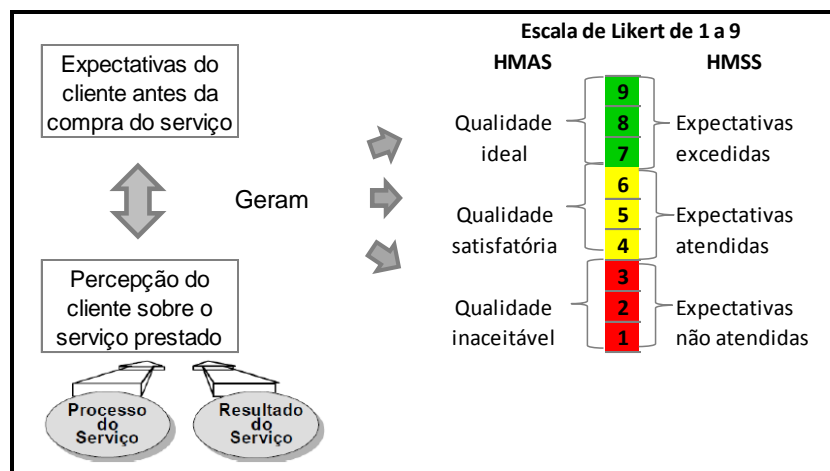 Expectativas do
cliente antes da
compra do serviço
Geram
Percepção do
cliente sobre o
serviço prestado
Processo
do
Serviço
Resultado
do
Serviço
Escala de Likert de 1 a 9
HMAS
HMSS
9
8
7
6
5
4
3
2
1
Qualidade
ideal
Qualidade
satisfatória
Qualidade
inaceitável
Expectativas
excedidas
Expectativas
atendidas
Expectativas
não atendidas